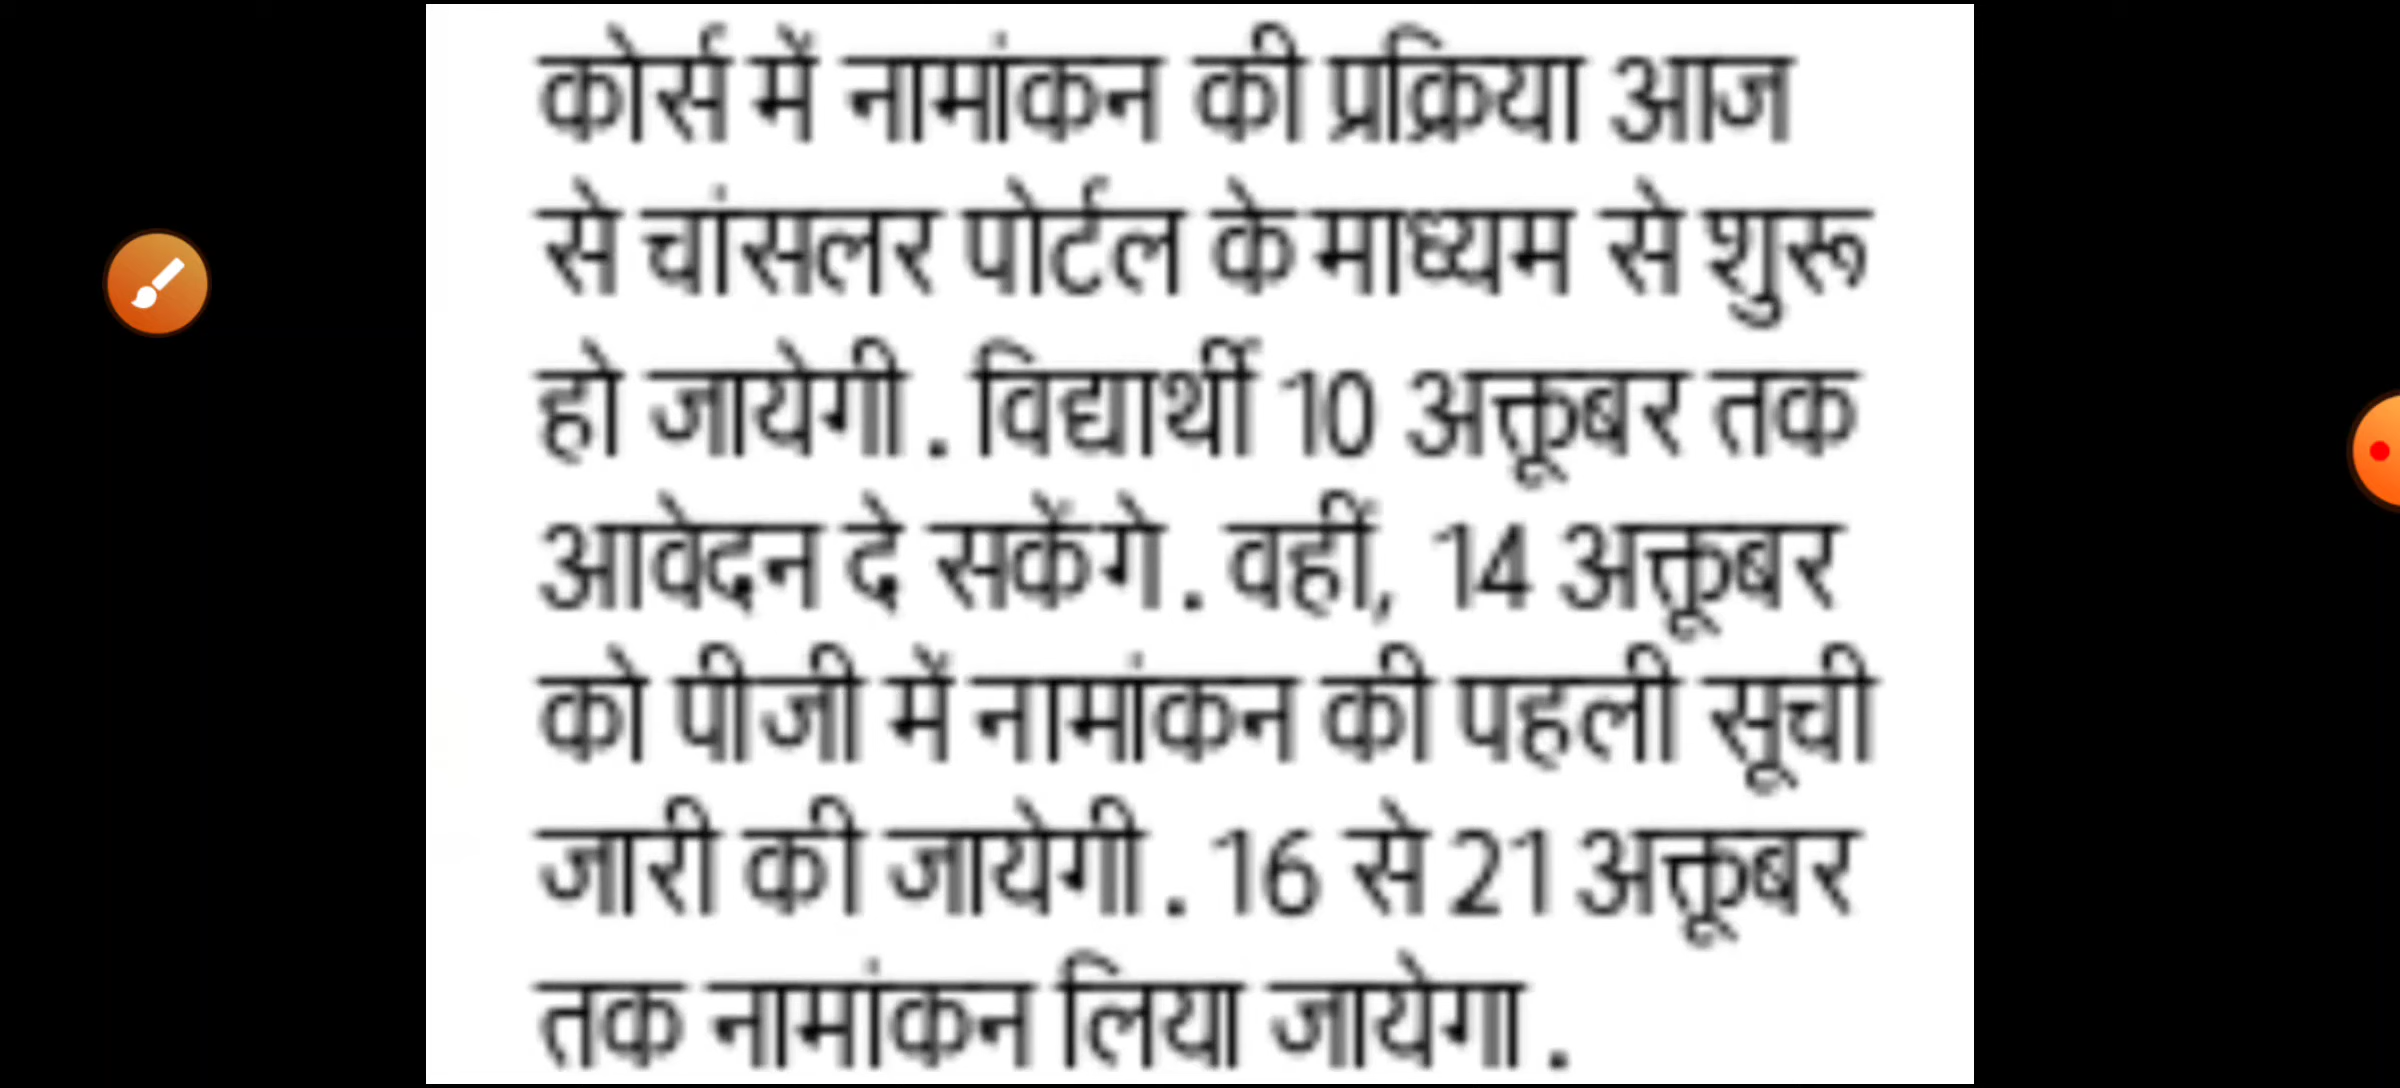 कोर्स में नामांकन की प्रक्रिया आज
से चांसलर पोर्टल के माध्यम से शुरू
हो जायेगी . विद्यार्थी 10 अक्तूबर तक
आवेदन दे सकेंगे . वहीं, 14 अक्तूबर
को पीजी में नामांकन की पहली सूची
जारी की जायेगी . 16 से 21 अक्तूबर
तक नामांकन लिया जायेगा .